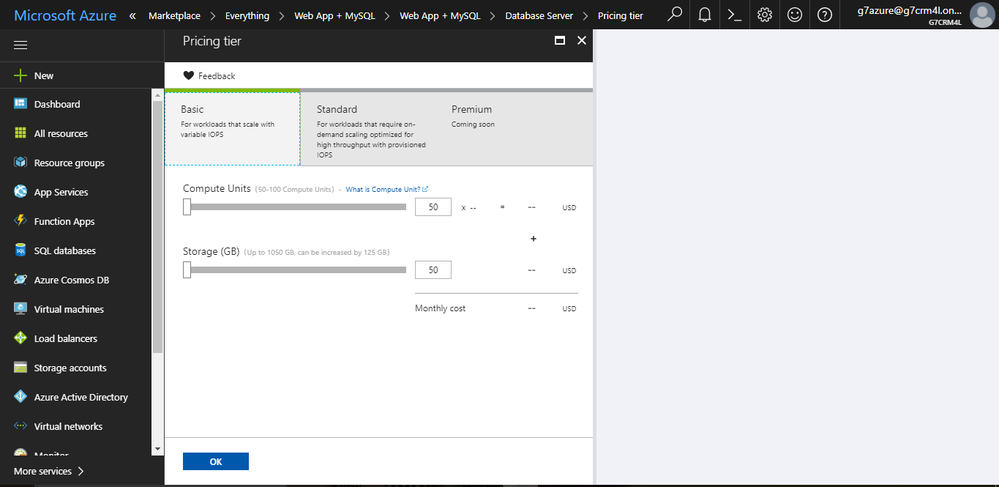 Microsoft Azure « Marketplace > Everything > Web App + MySQL > Web App + MySQL > Database Server > Pricing tier
g7azure@g7crm4l.on...
G7CRM4L
Pricing tier
New
Dashboard
All resources
Resource groups
App Services
Function Apps
SQL databases
Azure Cosmos DB
Virtual machines
Load balancers
Storage accounts
Azure Active Directory
Virtual networks
Monitor
More services >
Feedback
Basic
For workloads that scale with
variable IOPS
Standard
For workloads that require on-
demand scaling optimized for
high throughput with provisioned
IOPS
Premium
Coming soon
Compute Units (50-100 Compute Units) - What is Compute Unit?
50 x -- = -- USD
+
Storage (GB) (Up to 1050 GB, can be increased by 125 GB)
50 -- USD
Monthly cost -- USD
OK